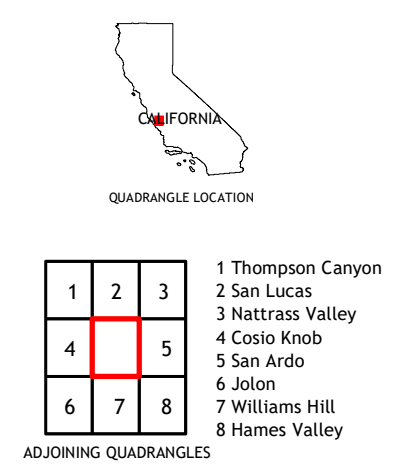 CALIFORNIA
QUADRANGLE LOCATION
1 2 3
4 5
6 7 8
1 Thompson Canyon
2 San Lucas
3 Nattrass Valley
4 Cosio Knob
5 San Ardo
6 Jolon
7 Williams Hill
8 Hames Valley
ADJOINING QUADRANGLES